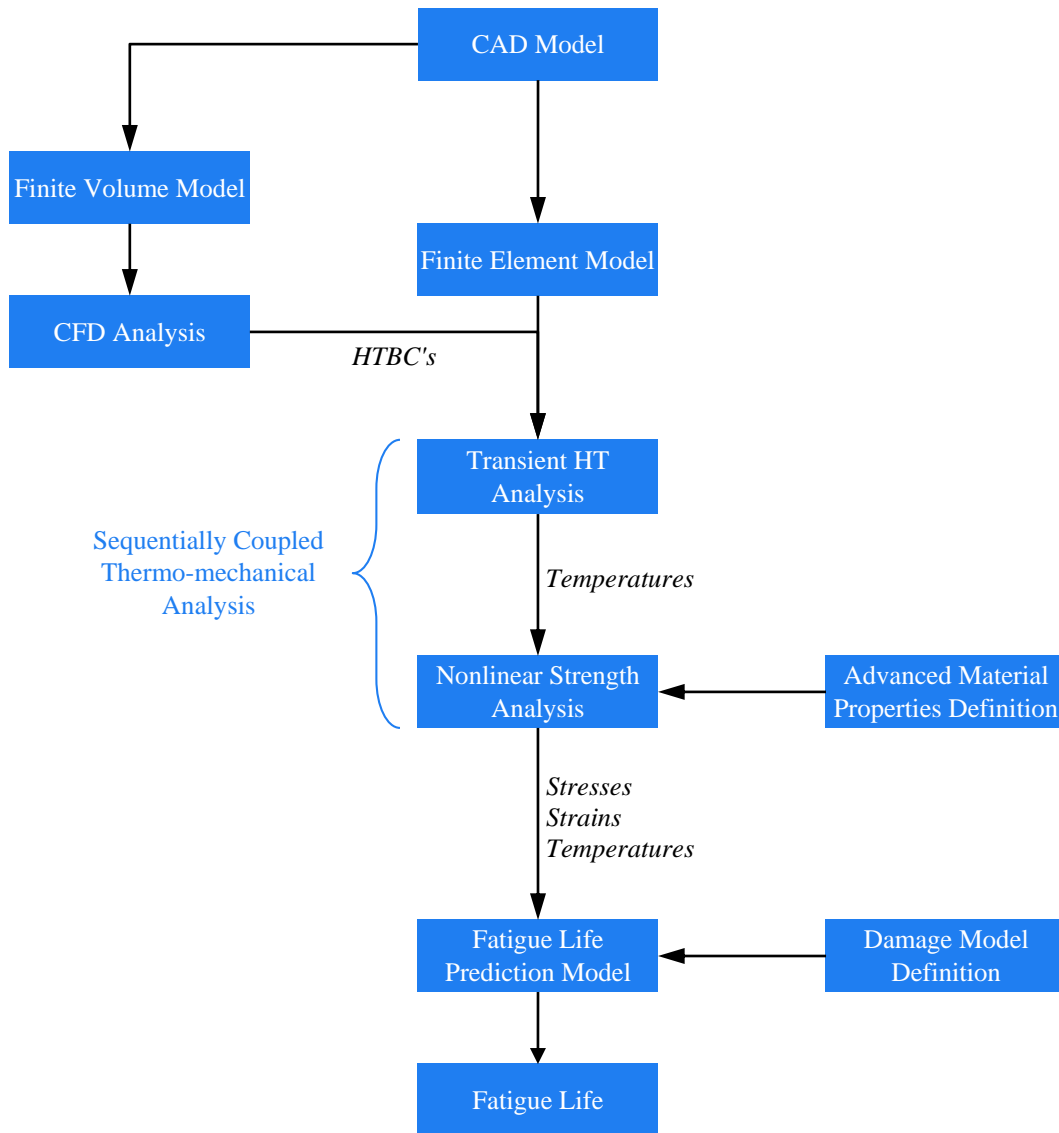 CAD Model
Finite Volume Model
Finite Element Model
CFD Analysis
HTBC's
Transient HT
Analysis
Sequentially Coupled
Thermo-mechanical
Analysis
Temperatures
Nonlinear Strength
Analysis
Advanced Material
Properties Definition
Stresses
Strains
Temperatures
Fatigue Life
Prediction Model
Damage Model
Definition
Fatigue Life